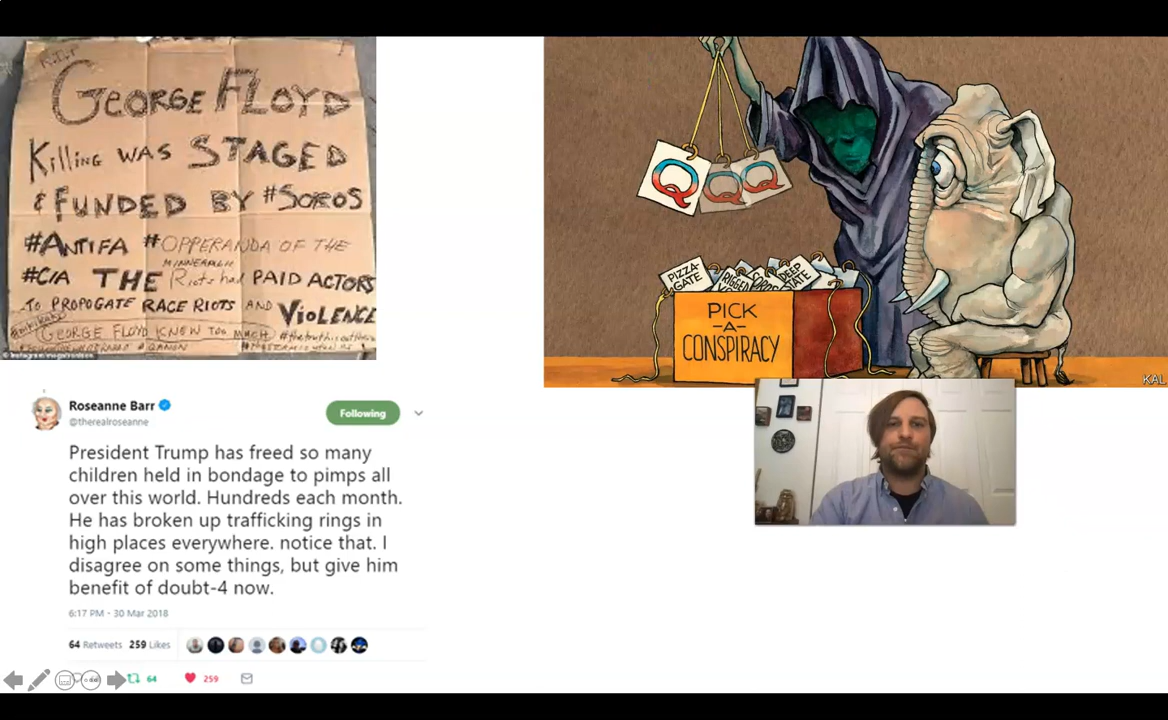 R.I.P
GEORGE FLOYD
KILLING WAS STAGED
& FUNDED BY #SOROS
#ANTIFA #OPPERANDA OF THE
MINNEAPOLIS
#CIA THE Riots had PAID ACTORS
TO PROPOGATE RACE RIOTS AND VIOLENCE
GEORGE FLOYD KNEW TOO MUCH
#QANON
Q Q Q
PIZZA-
GATE
RIGGED
DEEP
STATE
PICK
-A-
CONSPIRACY
KAL
Roseanne Barr
@therealroseanne
Following
President Trump has freed so many
children held in bondage to pimps all
over this world. Hundreds each month.
He has broken up trafficking rings in
high places everywhere. notice that. I
disagree on some things, but give him
benefit of doubt-4 now.
6:17 PM - 30 Mar 2018
64 Retweets 259 Likes
64 259